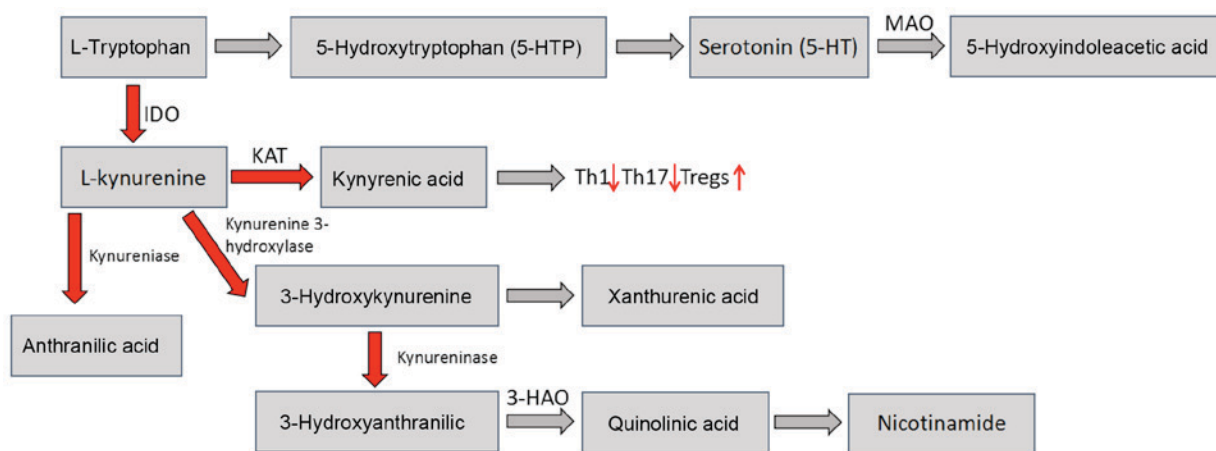 L-Tryptophan
5-Hydroxytryptophan (5-HTP)
Serotonin (5-HT)
MAO
5-Hydroxyindoleacetic acid
IDO
L-kynurenine
KAT
Kynyrenic acid
Th1↓Th17↓Tregs↑
Kynureniase
Kynurenine 3-
hydroxylase
3-Hydroxykynurenine
Xanthurenic acid
Anthranilic acid
Kynureninase
3-Hydroxyanthranilic
3-HAO
Quinolinic acid
Nicotinamide